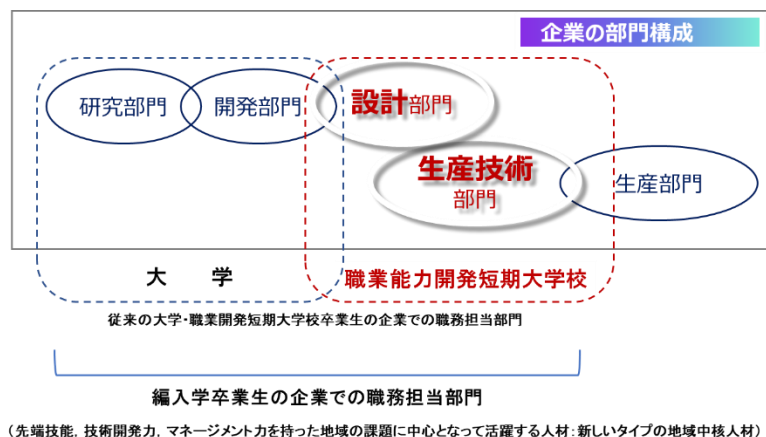 企業の部門構成
研究部門
開発部門
設計部門
生産技術
部門
生産部門
大　学
職業能力開発短期大学校
従来の大学・職業開発短期大学校卒業生の企業での職務担当部門
編入学卒業生の企業での職務担当部門
(先端技能, 技術開発力, マネージメント力を持った地域の課題に中心となって活躍する人材:新しいタイプの地域中核人材)